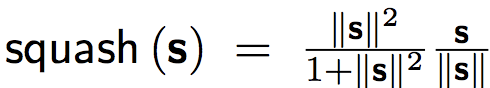 squash (s) = ‖s‖² / 1+‖s‖² s / ‖s‖